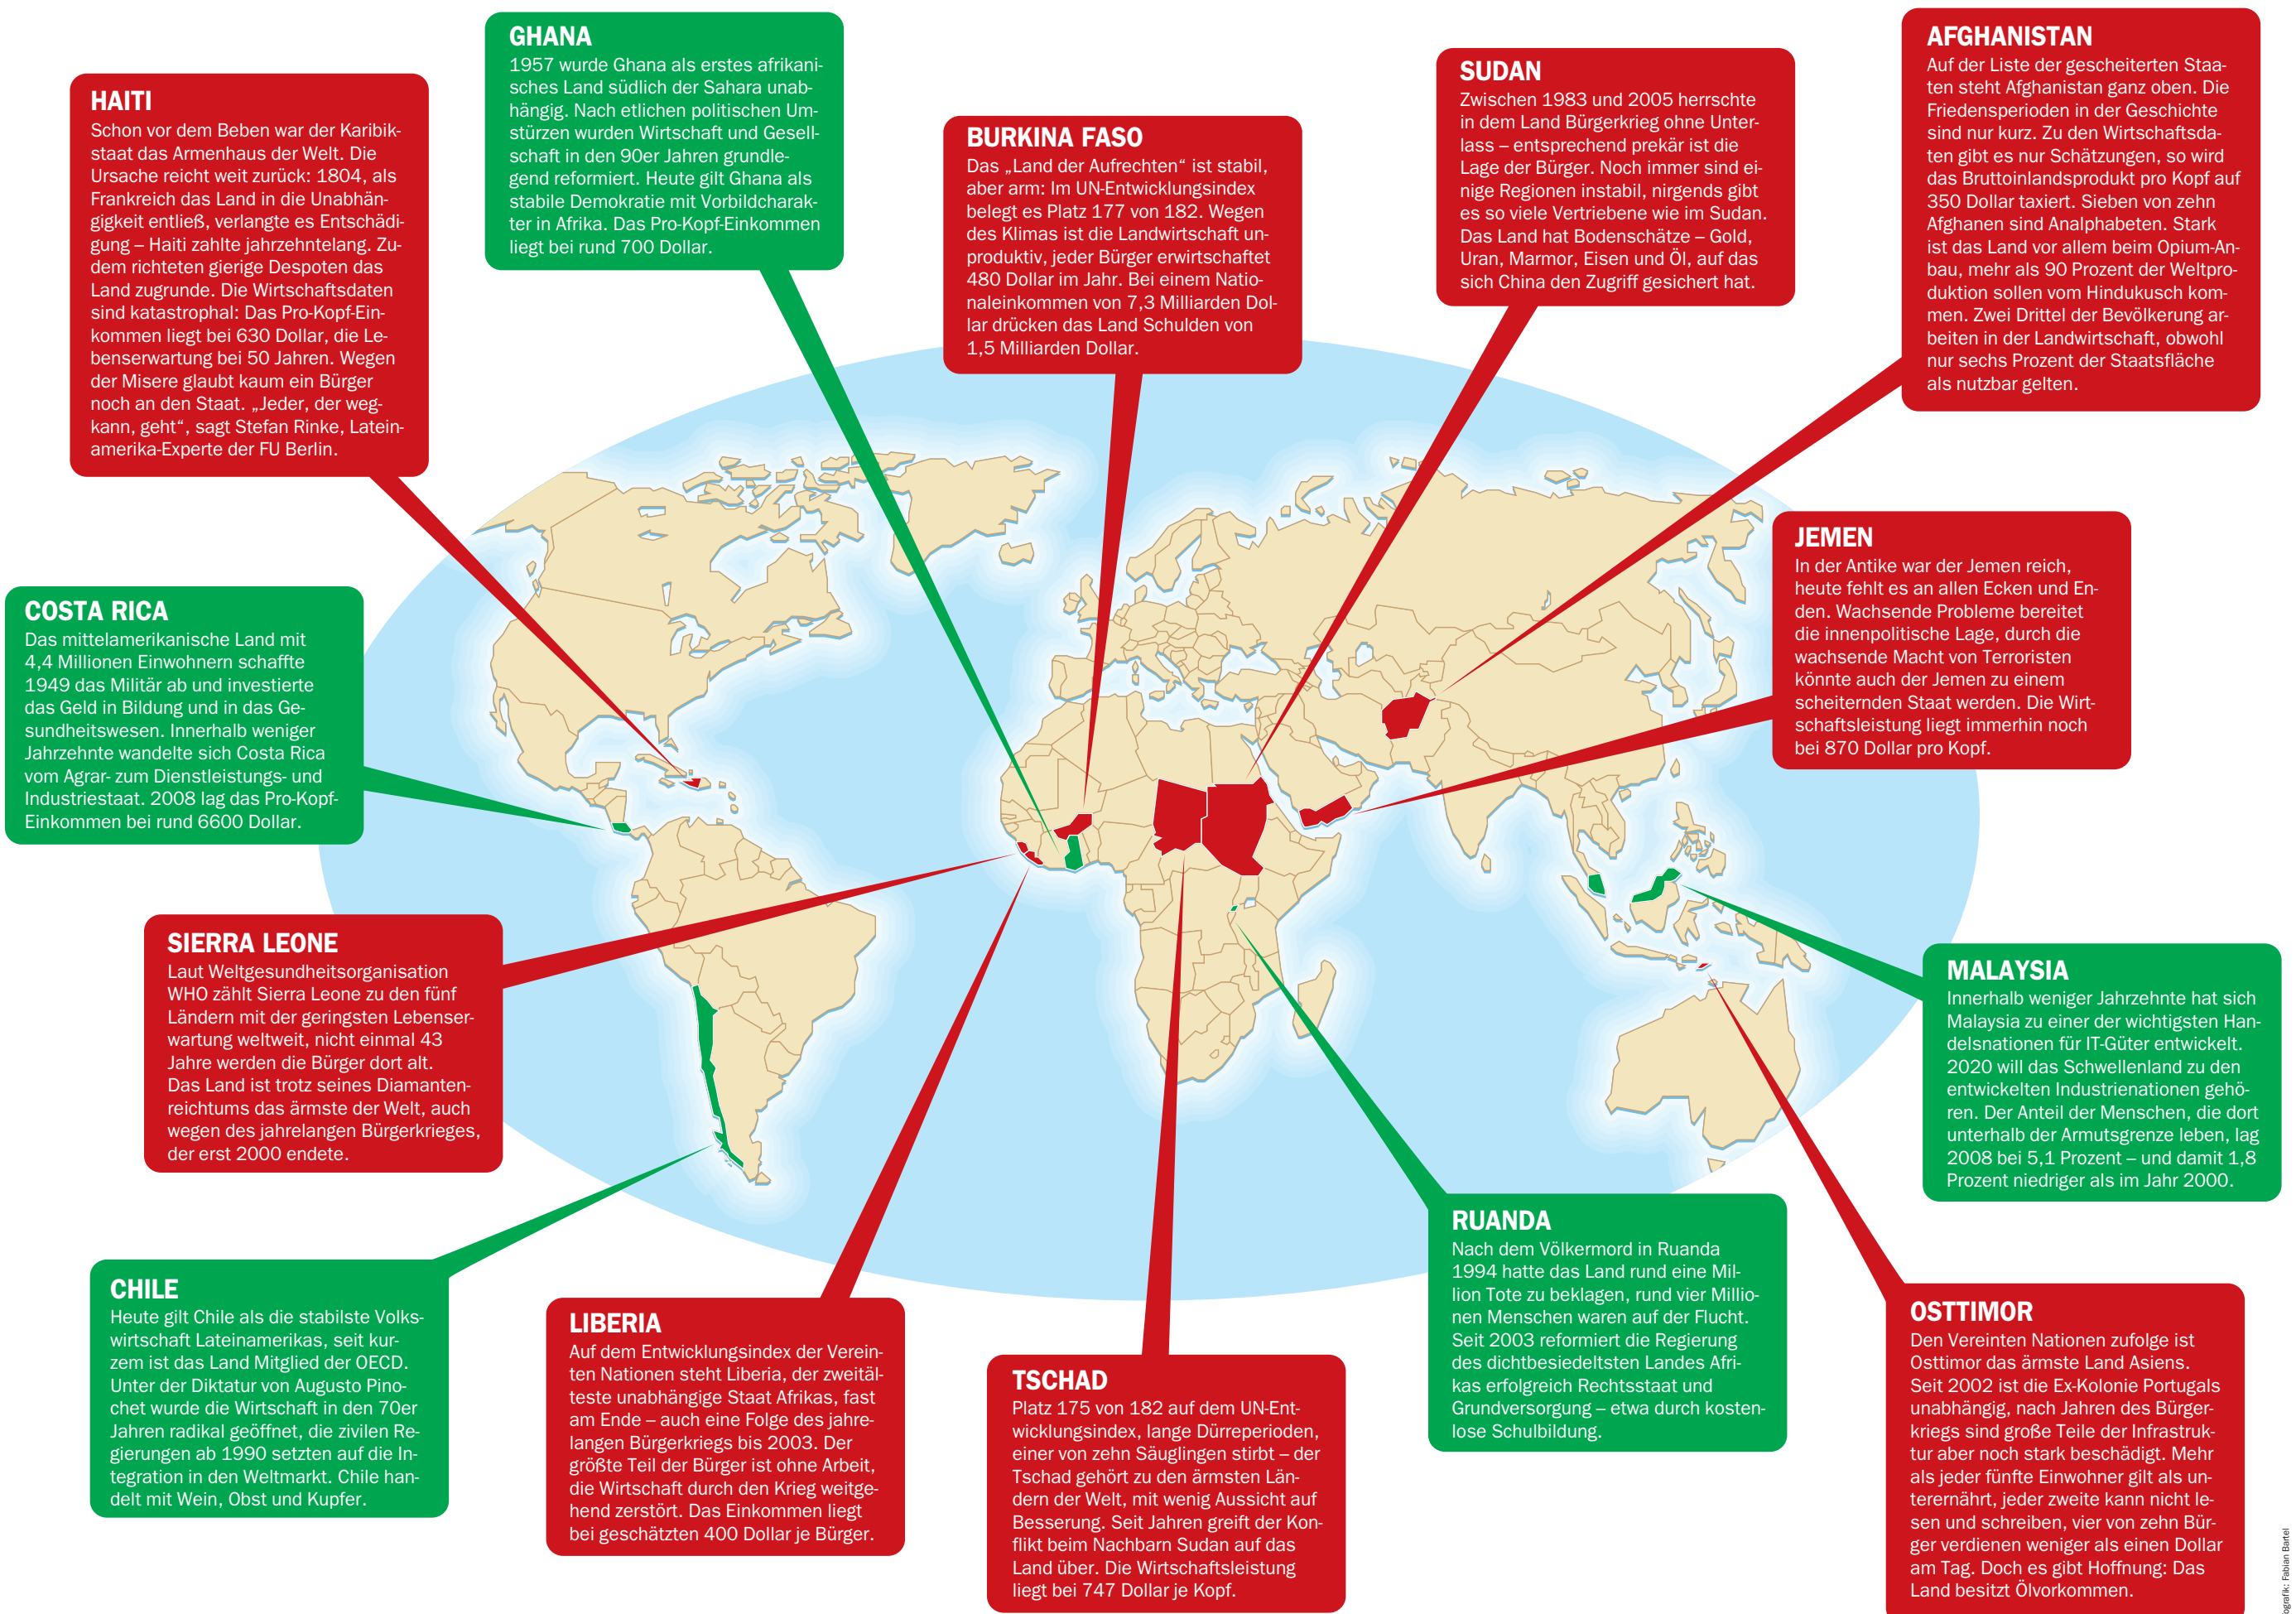 GHANA
1957 wurde Ghana als erstes afrikani-
sches Land südlich der Sahara unab-
hängig. Nach etlichen politischen Um-
stürzen wurden Wirtschaft und Gesell-
schaft in den 90er Jahren grundle-
gend reformiert. Heute gilt Ghana als
stabile Demokratie mit Vorbildcharak-
ter in Afrika. Das Pro-Kopf-Einkommen
liegt bei rund 700 Dollar.
AFGHANISTAN
Auf der Liste der gescheiterten Staa-
ten steht Afghanistan ganz oben. Die
Friedensperioden in der Geschichte
sind nur kurz. Zu den Wirtschaftsda-
ten gibt es nur Schätzungen, so wird
das Bruttoinlandsprodukt pro Kopf auf
350 Dollar taxiert. Sieben von zehn
Afghanen sind Analphabeten. Stark
ist das Land vor allem beim Opium-An-
bau, mehr als 90 Prozent der Weltpro-
duktion sollen vom Hindukusch kom-
men. Zwei Drittel der Bevölkerung ar-
beiten in der Landwirtschaft, obwohl
nur sechs Prozent der Staatsfläche
als nutzbar gelten.
SUDAN
Zwischen 1983 und 2005 herrschte
in dem Land Bürgerkrieg ohne Unter-
lass – entsprechend prekär ist die
Lage der Bürger. Noch immer sind ei-
nige Regionen instabil, nirgends gibt
es so viele Vertriebene wie im Sudan.
Das Land hat Bodenschätze – Gold,
Uran, Marmor, Eisen und Öl, auf das
sich China den Zugriff gesichert hat.
HAITI
Schon vor dem Beben war der Karibik-
staat das Armenhaus der Welt. Die
Ursache reicht weit zurück: 1804, als
Frankreich das Land in die Unabhän-
gigkeit entließ, verlangte es Entschädi-
gung – Haiti zahlte jahrzehntelang. Zu-
dem richteten gierige Despoten das
Land zugrunde. Die Wirtschaftsdaten
sind katastrophal: Das Pro-Kopf-Ein-
kommen liegt bei 630 Dollar, die Le-
benserwartung bei 50 Jahren. Wegen
der Misere glaubt kaum ein Bürger
noch an den Staat. „Jeder, der weg-
kann, geht“, sagt Stefan Rinke, Latein-
amerika-Experte der FU Berlin.
BURKINA FASO
Das „Land der Aufrechten“ ist stabil,
aber arm: Im UN-Entwicklungsindex
belegt es Platz 177 von 182. Wegen
des Klimas ist die Landwirtschaft un-
produktiv, jeder Bürger erwirtschaftet
480 Dollar im Jahr. Bei einem Natio-
naleinkommen von 7,3 Milliarden Dol-
lar drücken das Land Schulden von
1,5 Milliarden Dollar.
JEMEN
In der Antike war der Jemen reich,
heute fehlt es an allen Ecken und En-
den. Wachsende Probleme bereitet
die innenpolitische Lage, durch die
wachsende Macht von Terroristen
könnte auch der Jemen zu einem
scheiternden Staat werden. Die Wirt-
schaftsleistung liegt immerhin noch
bei 870 Dollar pro Kopf.
COSTA RICA
Das mittelamerikanische Land mit
4,4 Millionen Einwohnern schaffte
1949 das Militär ab und investierte
das Geld in Bildung und in das Ge-
sundheitswesen. Innerhalb weniger
Jahrzehnte wandelte sich Costa Rica
vom Agrar- zum Dienstleistungs- und
Industriestaat. 2008 lag das Pro-Kopf-
Einkommen bei rund 6600 Dollar.
SIERRA LEONE
Laut Weltgesundheitsorganisation
WHO zählt Sierra Leone zu den fünf
Ländern mit der geringsten Lebenser-
wartung weltweit, nicht einmal 43
Jahre werden die Bürger dort alt.
Das Land ist trotz seines Diamanten-
reichtums das ärmste der Welt, auch
wegen des jahrelangen Bürgerkrieges,
der erst 2000 endete.
MALAYSIA
Innerhalb weniger Jahrzehnte hat sich
Malaysia zu einer der wichtigsten Han-
delsnationen für IT-Güter entwickelt.
2020 will das Schwellenland zu den
entwickelten Industrienationen gehö-
ren. Der Anteil der Menschen, die dort
unterhalb der Armutsgrenze leben, lag
2008 bei 5,1 Prozent – und damit 1,8
Prozent niedriger als im Jahr 2000.
CHILE
Heute gilt Chile als die stabilste Volks-
wirtschaft Lateinamerikas, seit kur-
zem ist das Land Mitglied der OECD.
Unter der Diktatur von Augusto Pino-
chet wurde die Wirtschaft in den 70er
Jahren radikal geöffnet, die zivilen Re-
gierungen ab 1990 setzten auf die In-
tegration in den Weltmarkt. Chile han-
delt mit Wein, Obst und Kupfer.
LIBERIA
Auf dem Entwicklungsindex der Verein-
ten Nationen steht Liberia, der zweitäl-
teste unabhängige Staat Afrikas, fast
am Ende – auch eine Folge des jahre-
langen Bürgerkriegs bis 2003. Der
größte Teil der Bürger ist ohne Arbeit,
die Wirtschaft durch den Krieg weitge-
hend zerstört. Das Einkommen liegt
bei geschätzten 400 Dollar je Bürger.
TSCHAD
Platz 175 von 182 auf dem UN-Ent-
wicklungsindex, lange Dürreperioden,
einer von zehn Säuglingen stirbt – der
Tschad gehört zu den ärmsten Län-
dern der Welt, mit wenig Aussicht auf
Besserung. Seit Jahren greift der Kon-
flikt beim Nachbarn Sudan auf das
Land über. Die Wirtschaftsleistung
liegt bei 747 Dollar je Kopf.
RUANDA
Nach dem Völkermord in Ruanda
1994 hatte das Land rund eine Mil-
lion Tote zu beklagen, rund vier Millio-
nen Menschen waren auf der Flucht.
Seit 2003 reformiert die Regierung
des dichtbesiedeltsten Landes Afri-
kas erfolgreich Rechtsstaat und
Grundversorgung – etwa durch kosten-
lose Schulbildung.
OSTTIMOR
Den Vereinten Nationen zufolge ist
Osttimor das ärmste Land Asiens.
Seit 2002 ist die Ex-Kolonie Portugals
unabhängig, nach Jahren des Bürger-
kriegs sind große Teile der Infrastruk-
tur aber noch stark beschädigt. Mehr
als jeder fünfte Einwohner gilt als un-
terernährt, jeder zweite kann nicht le-
sen und schreiben, vier von zehn Bür-
ger verdienen weniger als einen Dollar
am Tag. Doch es gibt Hoffnung: Das
Land besitzt Ölvorkommen.
ografik: Fabian Bartel